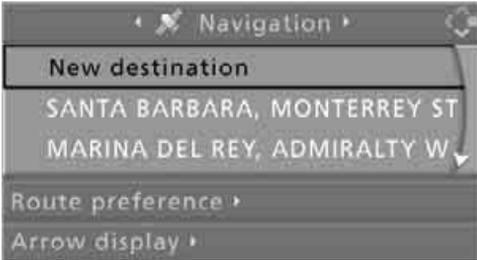 Navigation
New destination
SANTA BARBARA, MONTERREY ST
MARINA DEL REY, ADMIRALTY W
Route preference
Arrow display